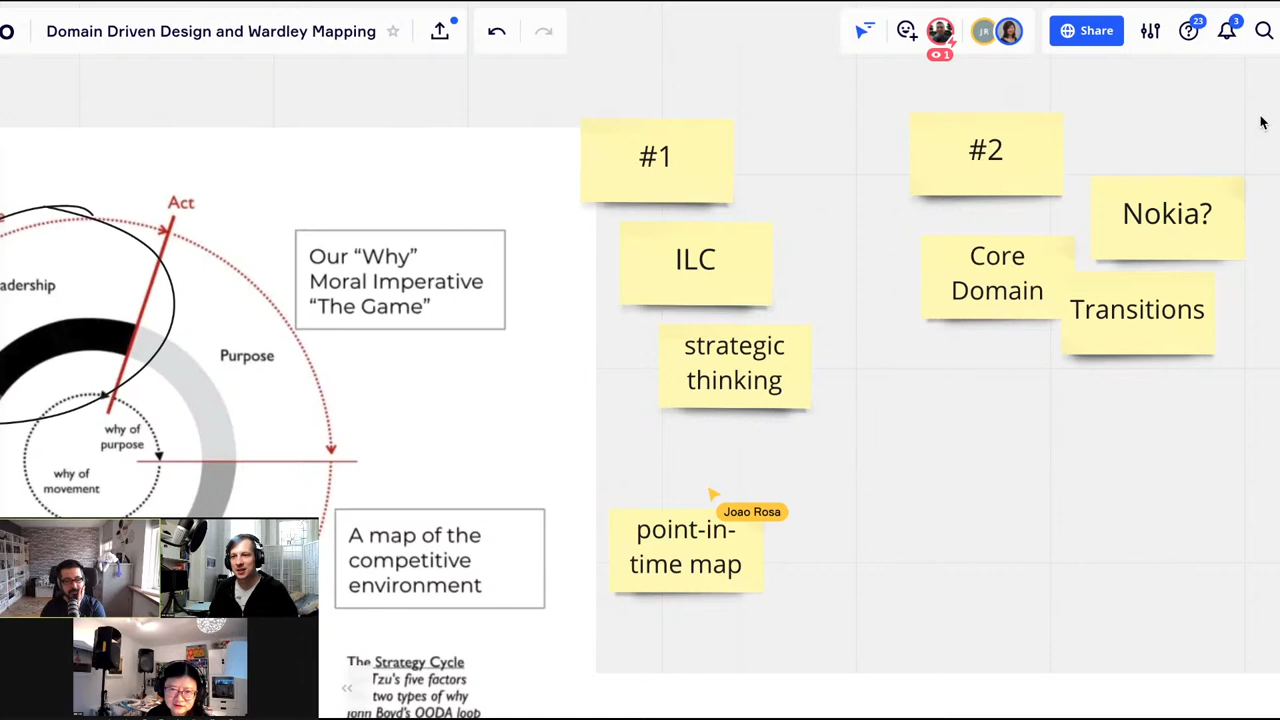 Domain Driven Design and Wardley Mapping
JR
1
Share
23
3
Act
adership
Our “Why”
Moral Imperative
“The Game”
Purpose
why of
purpose
why of
movement
A map of the
competitive
environment
The Strategy Cycle
Tzu's five factors
two types of why
John Boyd's OODA loop
#1
ILC
strategic
thinking
Joao Rosa
point-in-
time map
#2
Nokia?
Core
Domain
Transitions